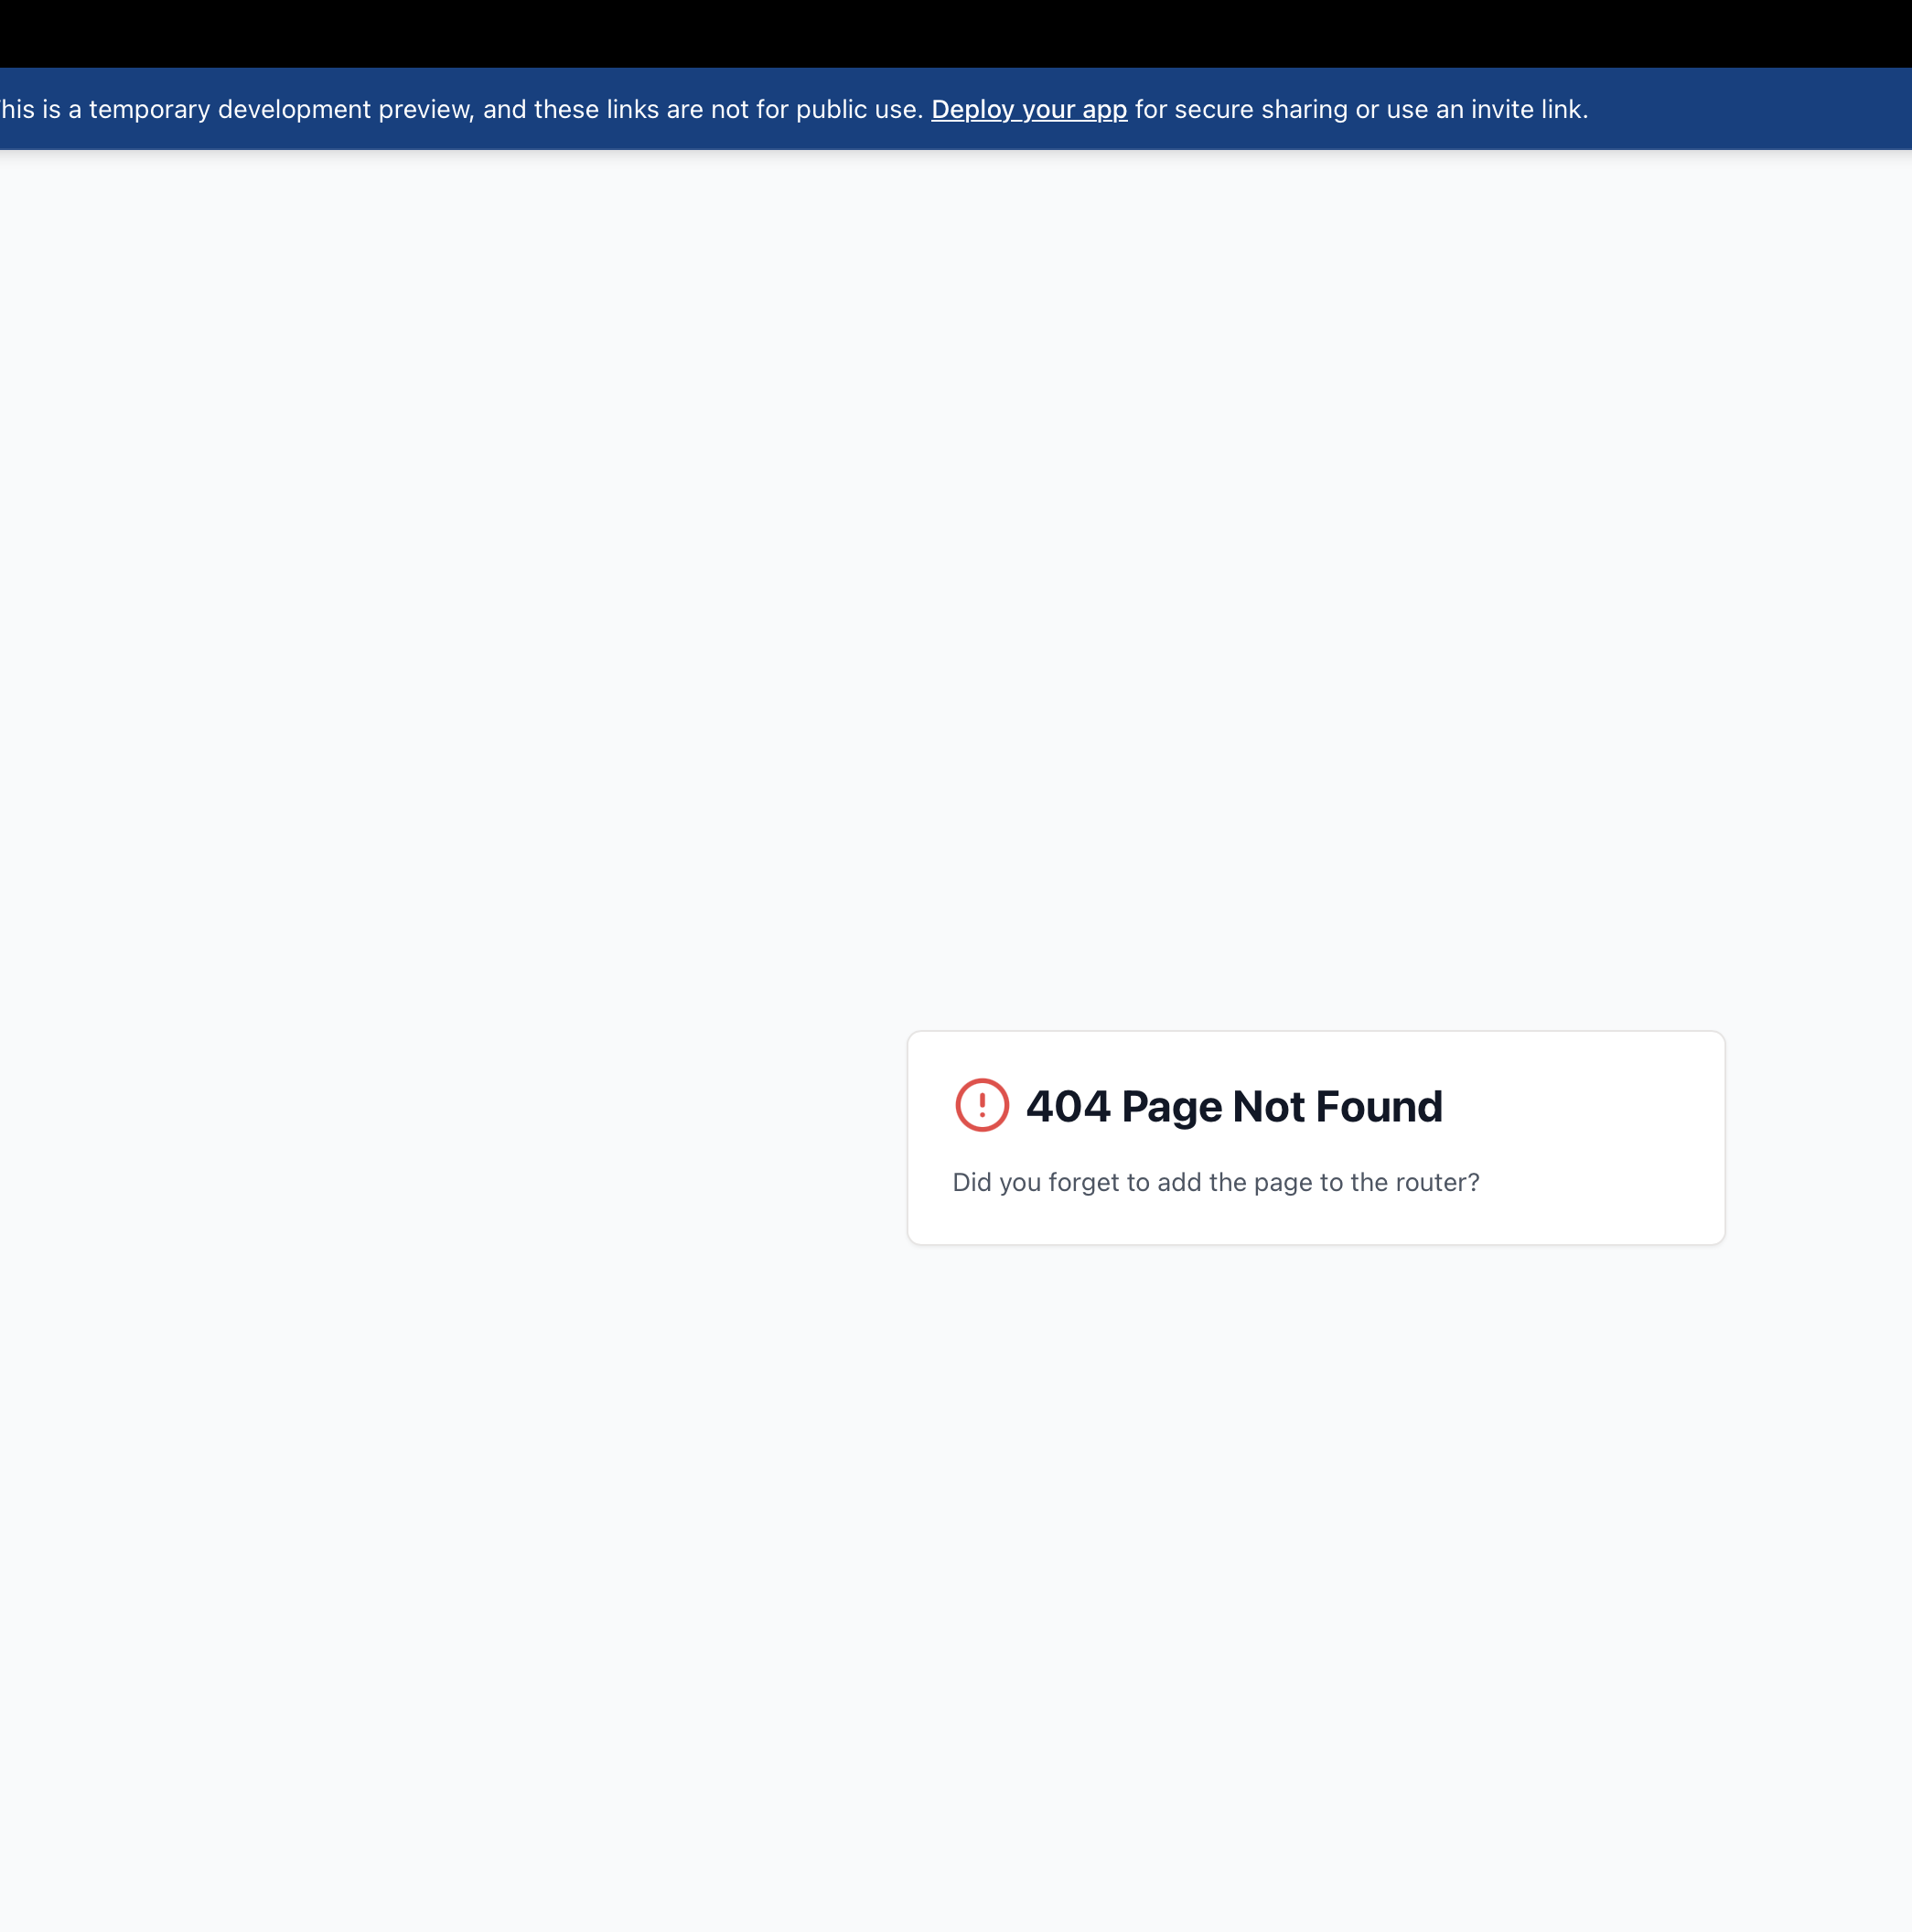 his is a temporary development preview, and these links are not for public use. Deploy your app for secure sharing or use an invite link.
404 Page Not Found
Did you forget to add the page to the router?